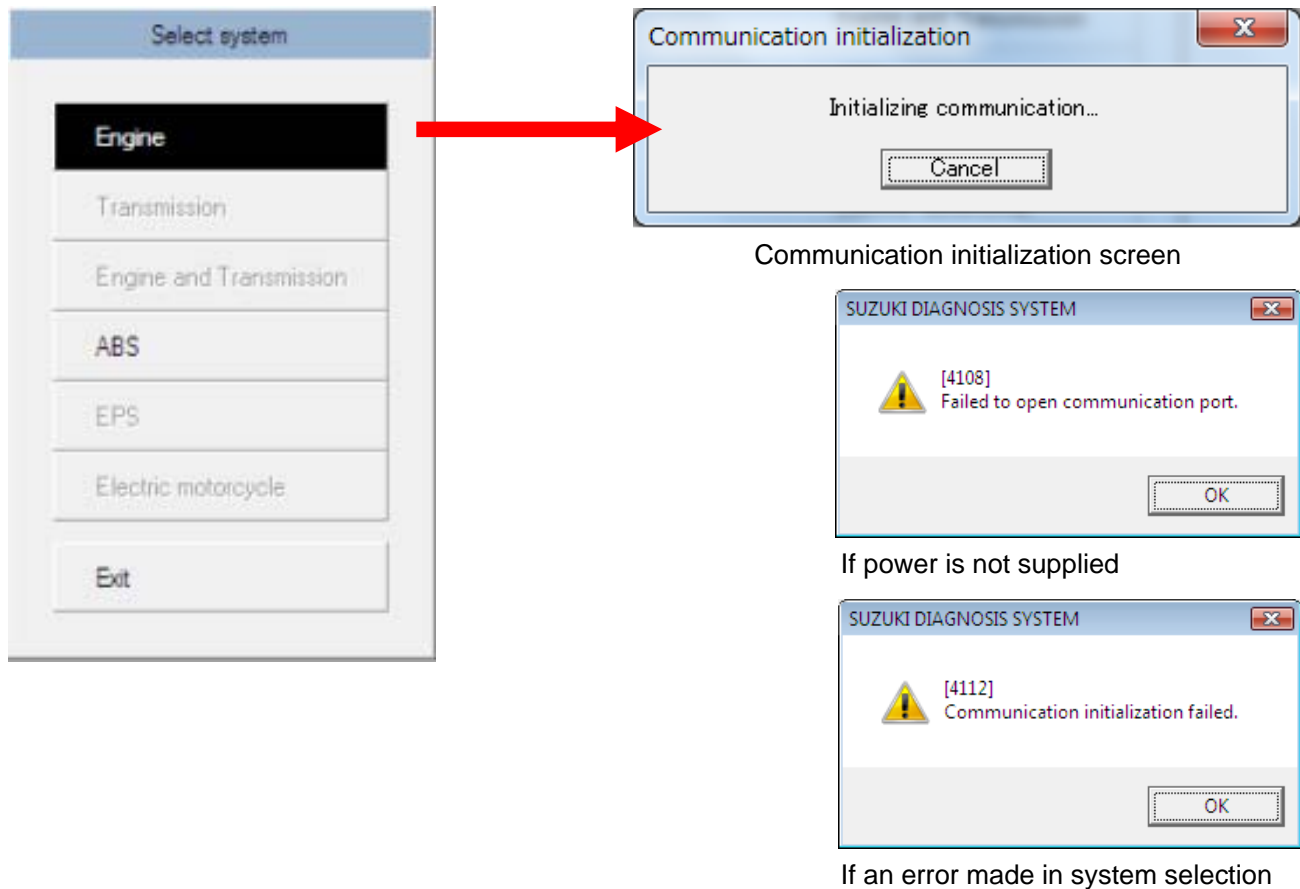 Select system
Engine
Transmission
Engine and Transmission
ABS
EPS
Electric motorcycle
Exit
Communication initialization
Initializing communication...
Cancel
Communication initialization screen
SUZUKI DIAGNOSIS SYSTEM
[4108]
Failed to open communication port.
OK
If power is not supplied
SUZUKI DIAGNOSIS SYSTEM
[4112]
Communication initialization failed.
OK
If an error made in system selection